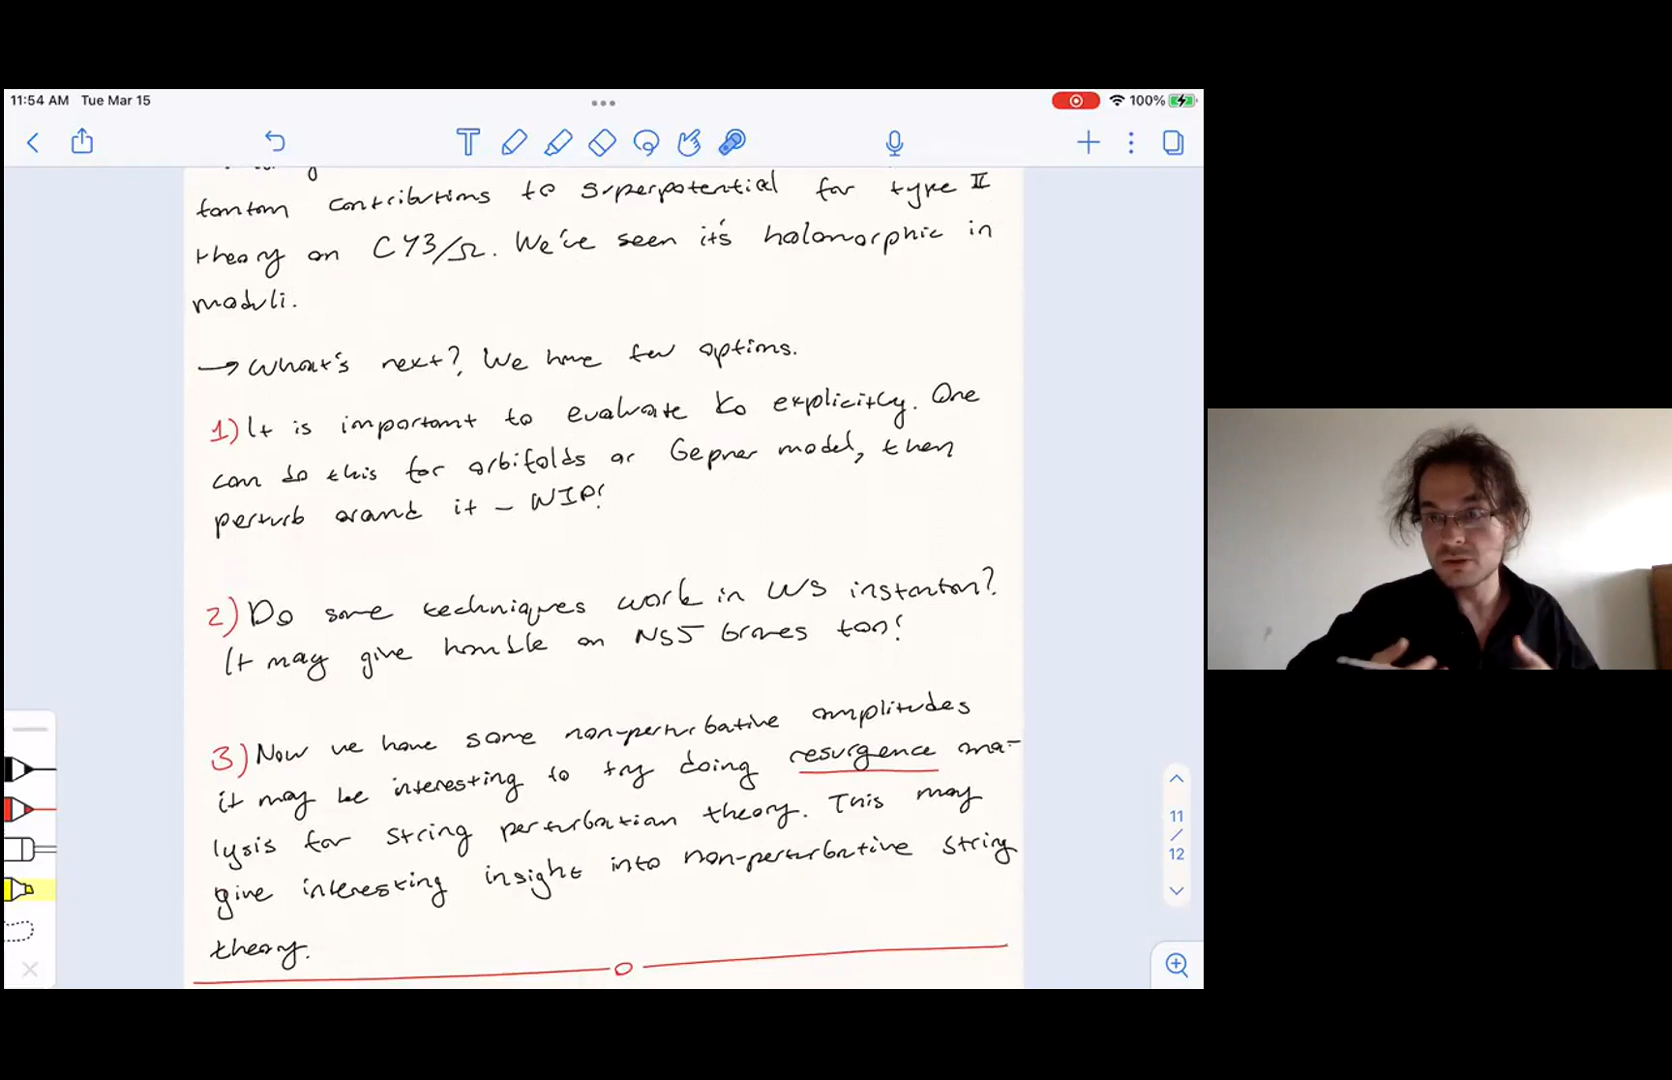 11:54 AM Tue Mar 15
100%
tanton contributions to superpotential for type II
theory on CY3/Ω. We've seen it's holomorphic in
moduli.
→ What's next? We have few options.
1) It is important to evaluate K₀ explicitly. One
can do this for orbifolds or Gepner model, then
perturb around it – WIP!
2) Do some techniques work in WS instanton?
It may give handle on NS5 branes too!
3) Now we have some non-perturbative amplitudes
it may be interesting to try doing resurgence ana-
lysis for string perturbation theory. This may
give interesting insight into non-perturbative string
theory.
11
/
12